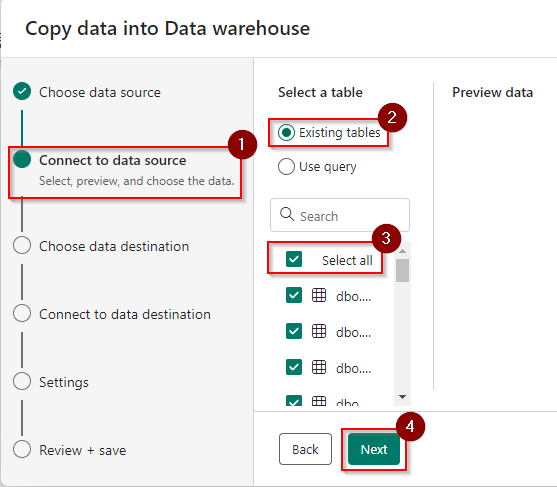 Copy data into Data warehouse
Choose data source
1
Connect to data source
Select, preview, and choose the data.
Choose data destination
Connect to data destination
Settings
Review + save
Select a table
2
Existing tables
Use query
Search
3
Select all
dbo....
dbo....
dbo....
dbo
Preview data
4
Back
Next